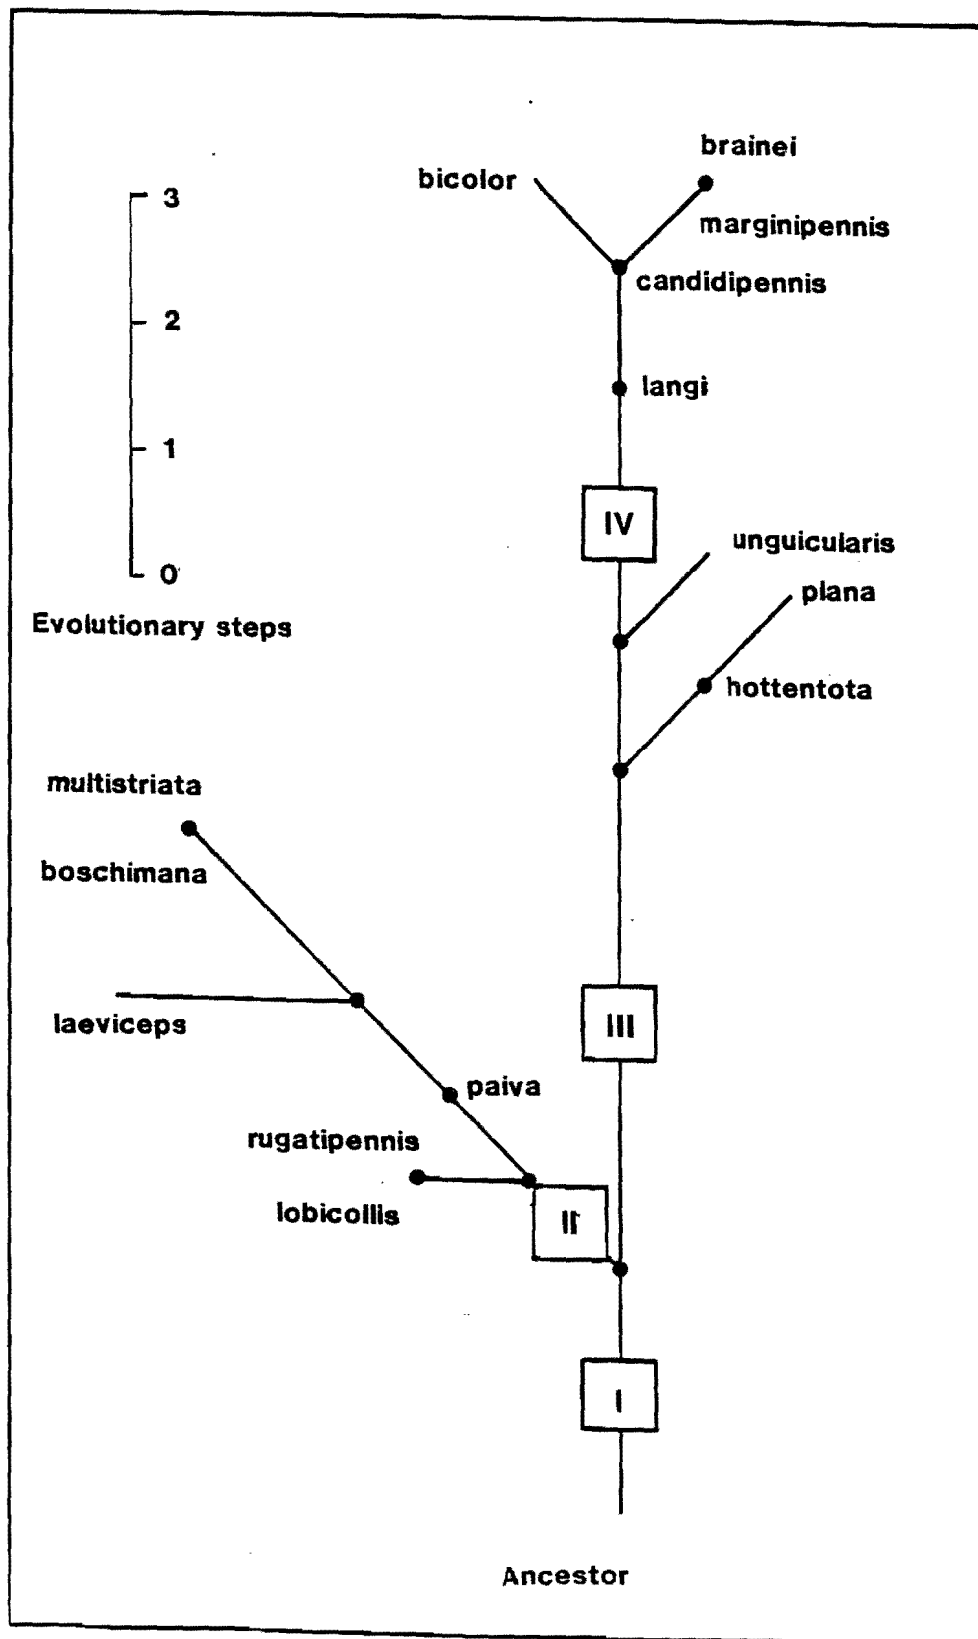 brainei
bicolor
3
marginipennis
candidipennis
2
langi
1
IV
unguicularis
0
plana
Evolutionary steps
hottentota
multistriata
boschimana
laeviceps
III
paiva
rugatipennis
lobicollis
II
I
Ancestor